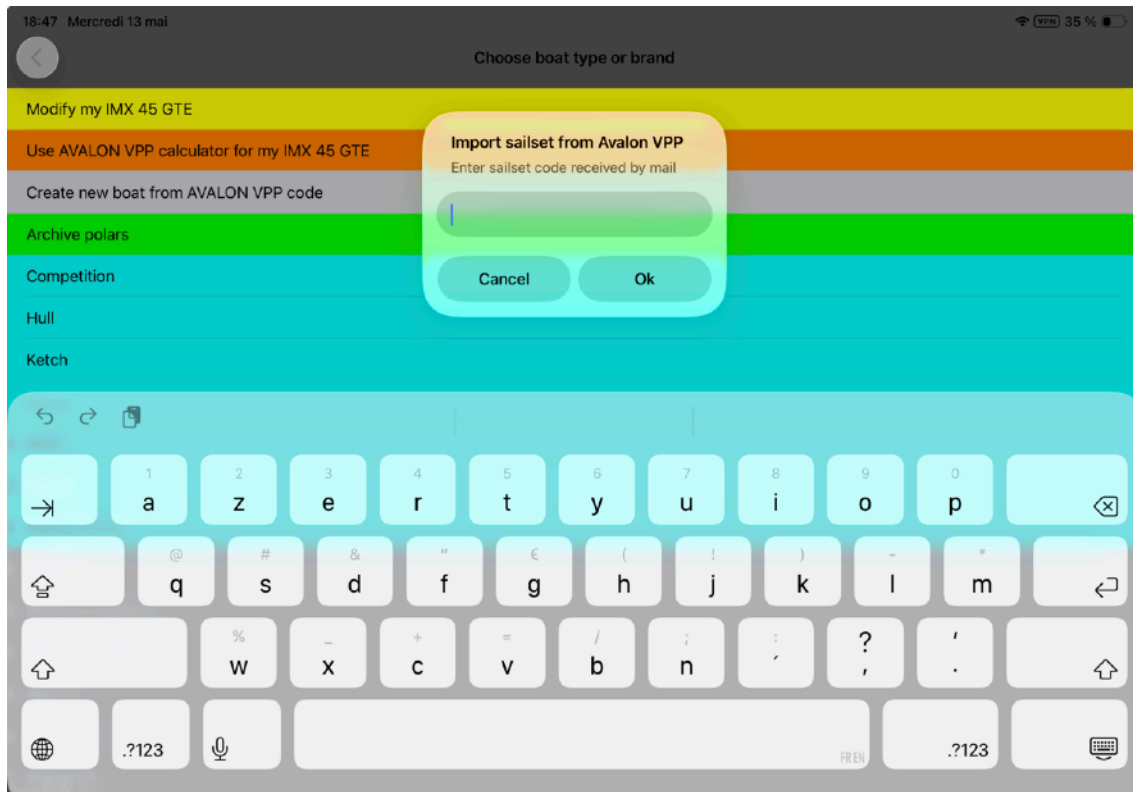 18:47 Mercredi 13 mai
VPN 35 %
Choose boat type or brand
Modify my IMX 45 GTE
Use AVALON VPP calculator for my IMX 45 GTE
Create new boat from AVALON VPP code
Archive polars
Competition
Hull
Ketch
Import sailset from Avalon VPP
Enter sailset code received by mail
Cancel Ok
1 2 3 4 5 6 7 8 9 0
a z e r t y u i o p
@ # & " € ( ! ) - *
q s d f g h j k l m
% _ + = / ; : ? '
w x c v b n ´ , .
.?123 FR EN .?123